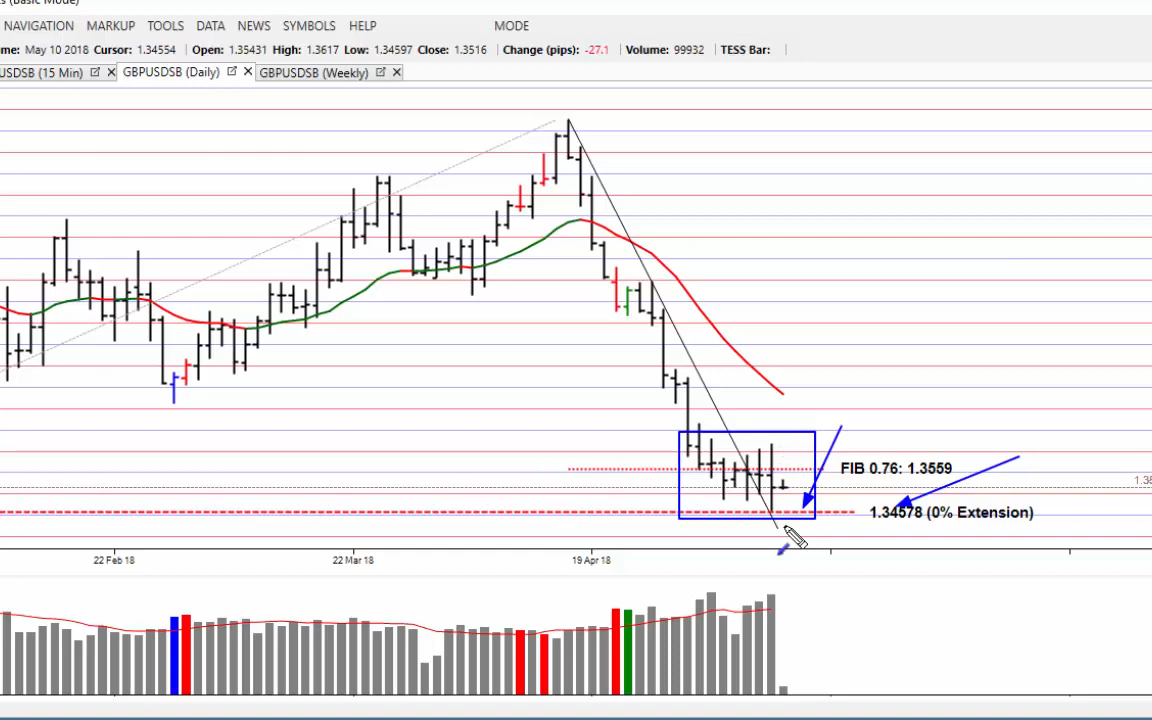 NAVIGATION MARKUP TOOLS DATA NEWS SYMBOLS HELP MODE
me: May 10 2018 Cursor: 1.34554 Open: 1.35431 High: 1.3617 Low: 1.34597 Close: 1.3516 Change (pips): -27.1 Volume: 99932 TESS Bar:
USDSB (15 Min) GBPUSDSB (Daily) GBPUSDSB (Weekly)
FIB 0.76: 1.3559
1.35
1.34578 (0% Extension)
22 Feb 18 22 Mar 18 19 Apr 18